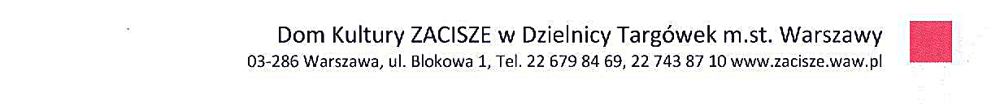 Dom Kultury ZACISZE w Dzielnicy Targówek m.st. Warszawy
03-286 Warszawa, ul. Blokowa 1, Tel. 22 679 84 69, 22 743 87 10 www.zacisze.waw.pl